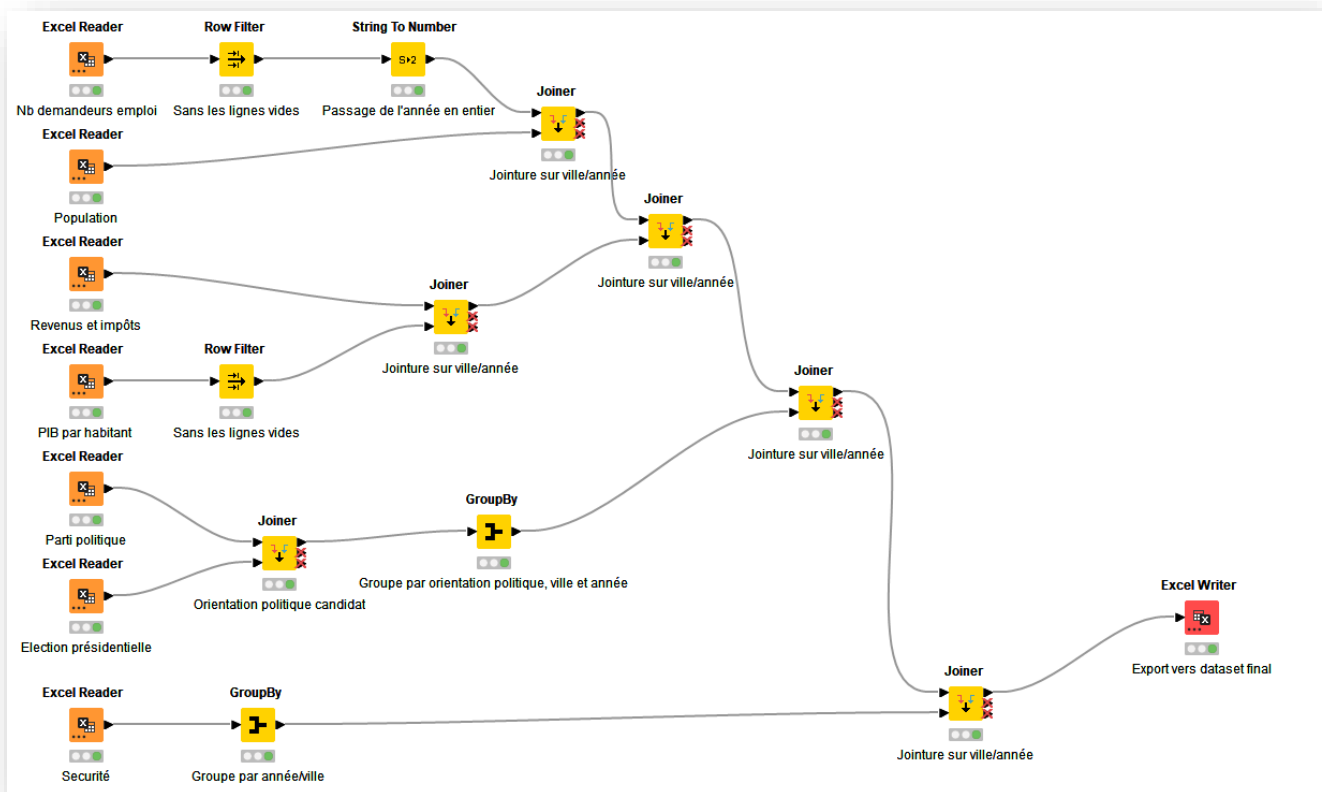 Excel Reader
Row Filter
String To Number
S▸2
Nb demandeurs emploi
Sans les lignes vides
Passage de l'année en entier
Joiner
Jointure sur ville/année
Excel Reader
Population
Joiner
Jointure sur ville/année
Excel Reader
Revenus et impôts
Joiner
Jointure sur ville/année
Excel Reader
Row Filter
PIB par habitant
Sans les lignes vides
Joiner
Jointure sur ville/année
Excel Reader
Parti politique
Joiner
Orientation politique candidat
GroupBy
Groupe par orientation politique, ville et année
Excel Reader
Election présidentielle
Excel Writer
Export vers dataset final
Excel Reader
GroupBy
Securité
Groupe par année/ville
Joiner
Jointure sur ville/année